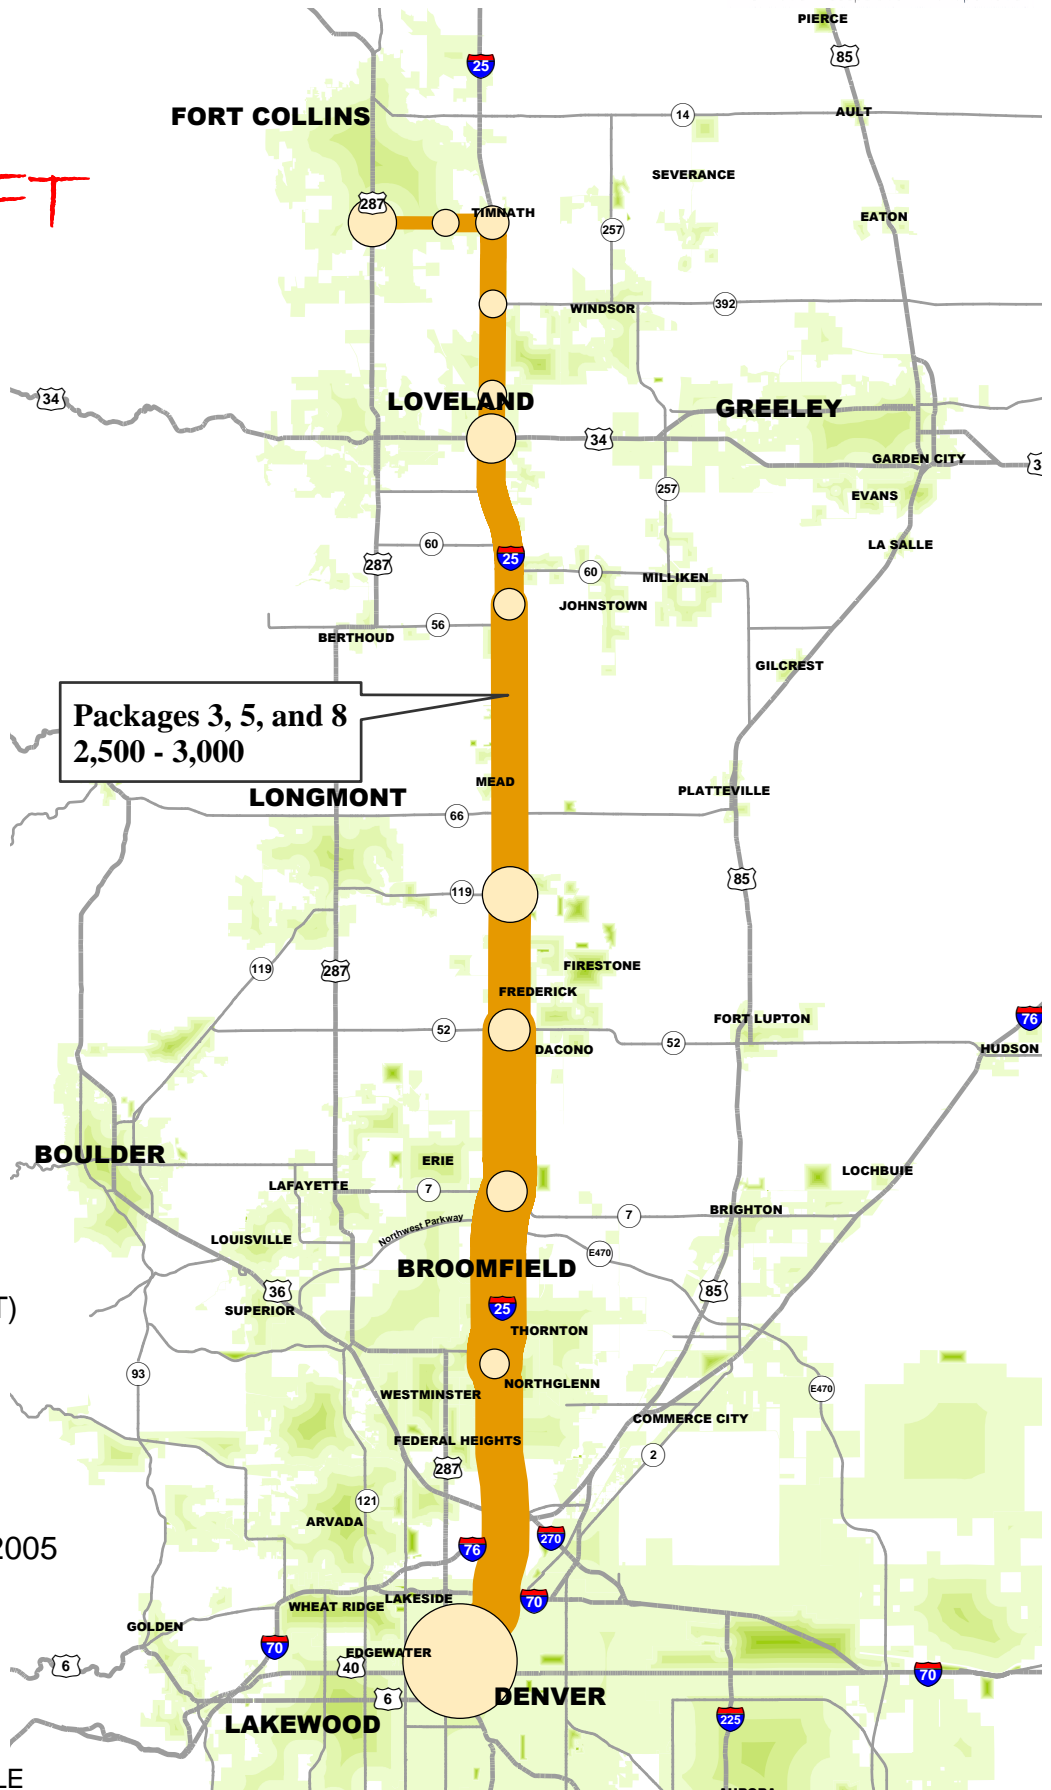 PIERCE
85
25
FORT COLLINS
14
AULT
SEVERANCE
287
TIMNATH
EATON
257
WINDSOR
392
34
LOVELAND
GREELEY
34
GARDEN CITY
257
EVANS
LA SALLE
60
25
287
60
MILLIKEN
JOHNSTOWN
56
BERTHOUD
GILCREST
Packages 3, 5, and 8
2,500 - 3,000
MEAD
PLATTEVILLE
LONGMONT
66
85
119
FIRESTONE
119
287
FREDERICK
FORT LUPTON
76
52
DACONO
52
HUDSON
BOULDER
ERIE
LOCHBUIE
LAFAYETTE
7
7
BRIGHTON
Northwest Parkway
LOUISVILLE
E470
BROOMFIELD
36
85
SUPERIOR
25
T)
THORNTON
93
NORTHGLENN
E470
WESTMINSTER
COMMERCE CITY
FEDERAL HEIGHTS
2
287
121
ARVADA
2005
76
270
70
LAKESIDE
WHEAT RIDGE
GOLDEN
70
EDGEWATER
6
40
70
6
DENVER
LAKEWOOD
225
LE